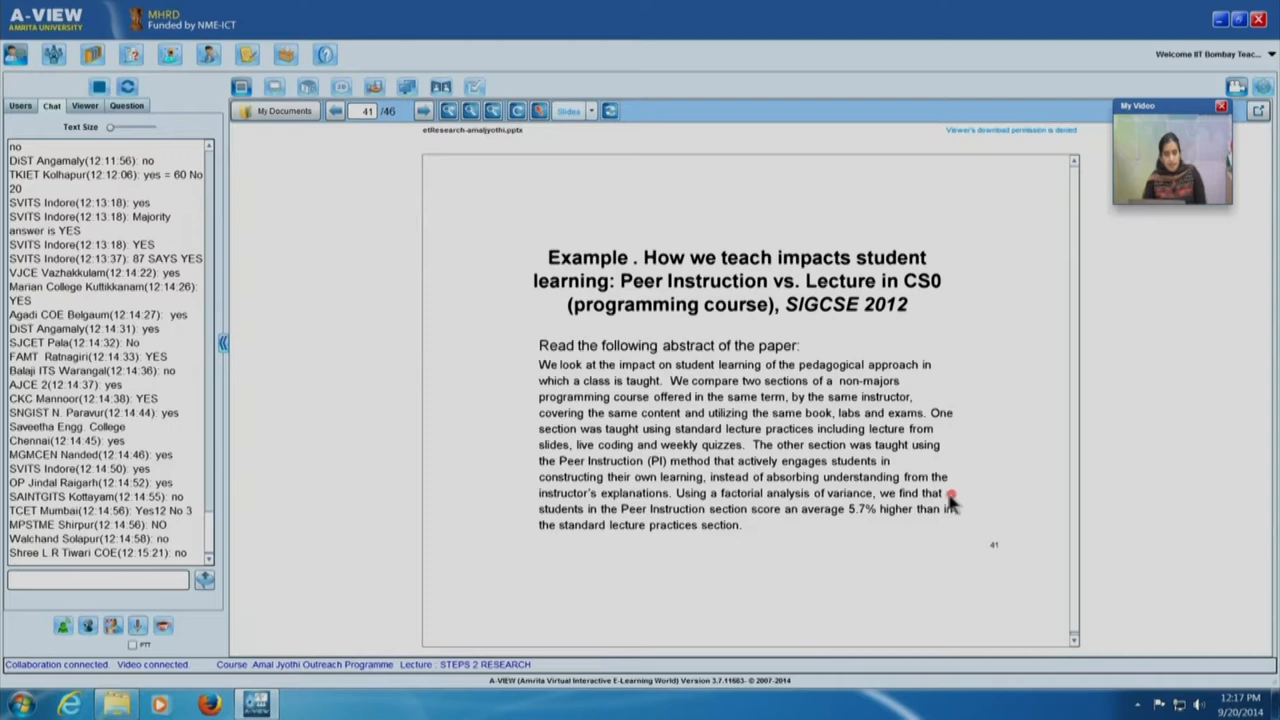 A-VIEW
AMRITA UNIVERSITY
MHRD
Funded by NME-ICT
Welcome IIT Bombay Teac...
Users Chat Viewer Question
Text Size
My Documents 41 /46 Slides
My Video
etResearch-amaljyothi.pptx
Viewer's download permission is denied
no
DiST Angamaly(12:11:56): no
TKIET Kolhapur(12:12:06): yes = 60 No
20
SVITS Indore(12:13:18): yes
SVITS Indore(12:13:18): Majority
answer is YES
SVITS Indore(12:13:18): YES
SVITS Indore(12:13:37): 87 SAYS YES
VJCE Vazhakkulam(12:14:22): yes
Marian College Kuttikkanam(12:14:26):
YES
Agadi COE Belgaum(12:14:27): yes
DiST Angamaly(12:14:31): yes
SJCET Pala(12:14:32): No
FAMT Ratnagiri(12:14:33): YES
Balaji ITS Warangal(12:14:36): no
AJCE 2(12:14:37): yes
CKC Mannoor(12:14:38): YES
SNGIST N. Paravur(12:14:44): yes
Saveetha Engg. College
Chennai(12:14:45): yes
MGMCEN Nanded(12:14:46): yes
SVITS Indore(12:14:50): yes
OP Jindal Raigarh(12:14:52): yes
SAINTGITS Kottayam(12:14:55): no
TCET Mumbai(12:14:56): Yes12 No 3
MPSTME Shirpur(12:14:56): NO
Walchand Solapur(12:14:58): no
Shree L R Tiwari COE(12:15:21): no
PTT
Example . How we teach impacts student
learning: Peer Instruction vs. Lecture in CS0
(programming course), SIGCSE 2012
Read the following abstract of the paper:
We look at the impact on student learning of the pedagogical approach in
which a class is taught. We compare two sections of a non-majors
programming course offered in the same term, by the same instructor,
covering the same content and utilizing the same book, labs and exams. One
section was taught using standard lecture practices including lecture from
slides, live coding and weekly quizzes. The other section was taught using
the Peer Instruction (PI) method that actively engages students in
constructing their own learning, instead of absorbing understanding from the
instructor's explanations. Using a factorial analysis of variance, we find that
students in the Peer Instruction section score an average 5.7% higher than in
the standard lecture practices section.
41
Collaboration connected Video connected. Course Amal Jyothi Outreach Programme Lecture : STEPS 2 RESEARCH
A-VIEW (Amrita Virtual Interactive E-Learning World) Version 3.7.11663- © 2007-2014
A-VIEW
12:17 PM
9/20/2014